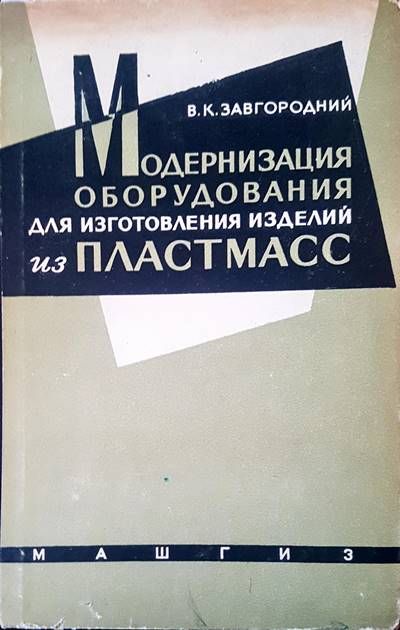 В. К. ЗАВГОРОДНИЙ
МОДЕРНИЗАЦИЯ
ОБОРУДОВАНИЯ
ДЛЯ ИЗГОТОВЛЕНИЯ ИЗДЕЛИЙ
из ПЛАСТМАСС
МАШГИЗ